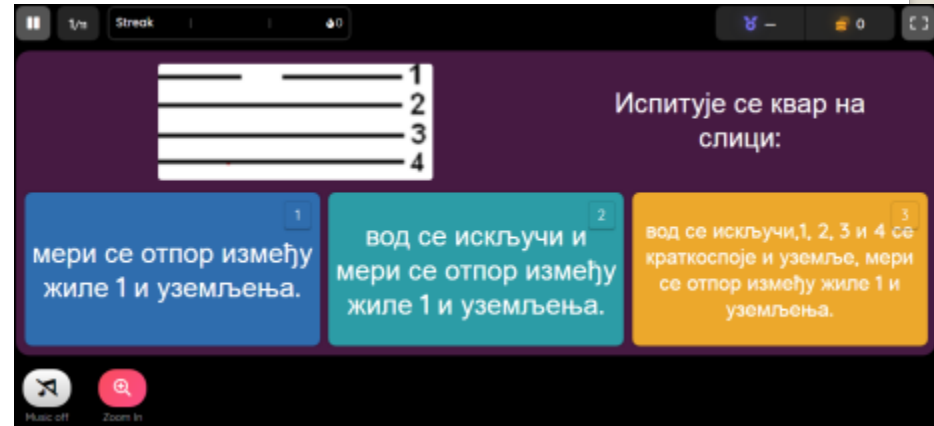 1/11 Streak 0 — 0
1
2
3
4
Испитује се квар на
слици:
1
мери се отпор између
жиле 1 и уземљења.
2
вод се искључи и
мери се отпор између
жиле 1 и уземљења.
3
вод се искључи,1, 2, 3 и 4 се
краткоспоје и уземље, мери
се отпор између жиле 1 и
уземљења.
Music off Zoom in